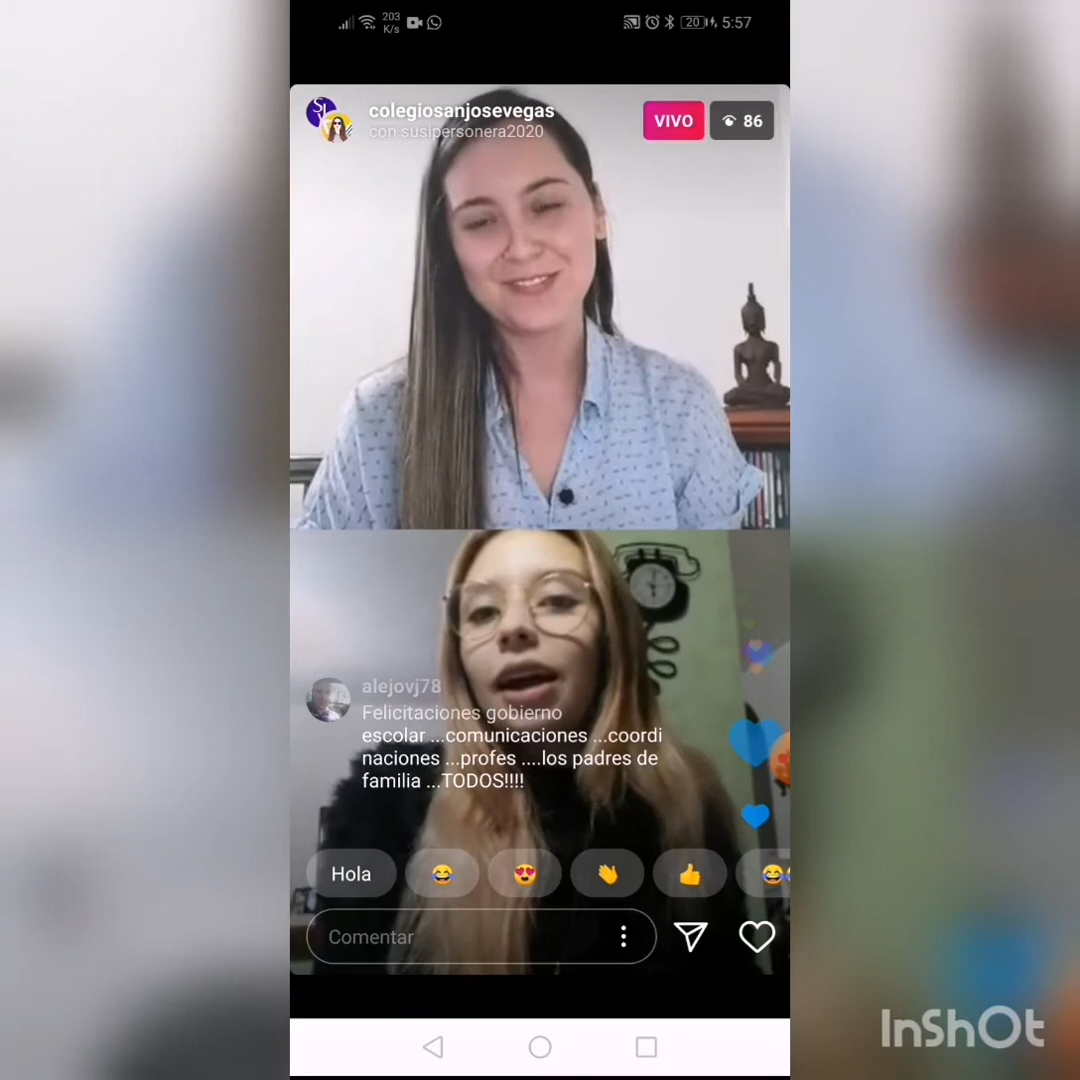 203
K/s
20
5:57
colegiosanjosevegas
con susipersonera2020
VIVO
86
alejovj78
Felicitaciones gobierno
escolar ...comunicaciones ...coordi
naciones ...profes ....los padres de
familia ...TODOS!!!!
Hola
Comentar
InShOt